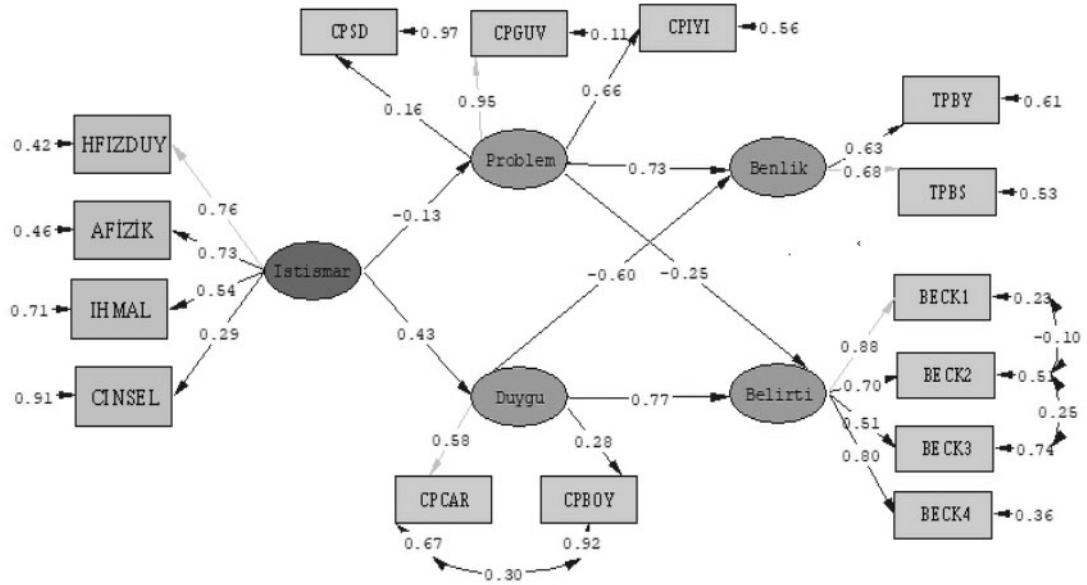 CPSD
0.97
CPGUV
0.11
CPIYI
0.56
0.16
0.95
0.66
TPBY
0.61
0.42
HFIZDUY
Problem
0.73
Benlik
0.63
0.68
TPBS
0.53
0.76
-0.13
0.46
AFİZİK
0.73
Istismar
-0.60
-0.25
0.71
IHMAL
0.54
0.29
BECK1
0.23
-0.10
0.43
0.88
0.91
CINSEL
Duygu
0.77
Belirti
0.70
BECK2
0.51
0.25
0.58
0.28
0.51
BECK3
0.74
0.80
CPCAR
CPBOY
BECK4
0.36
0.67
0.92
0.30